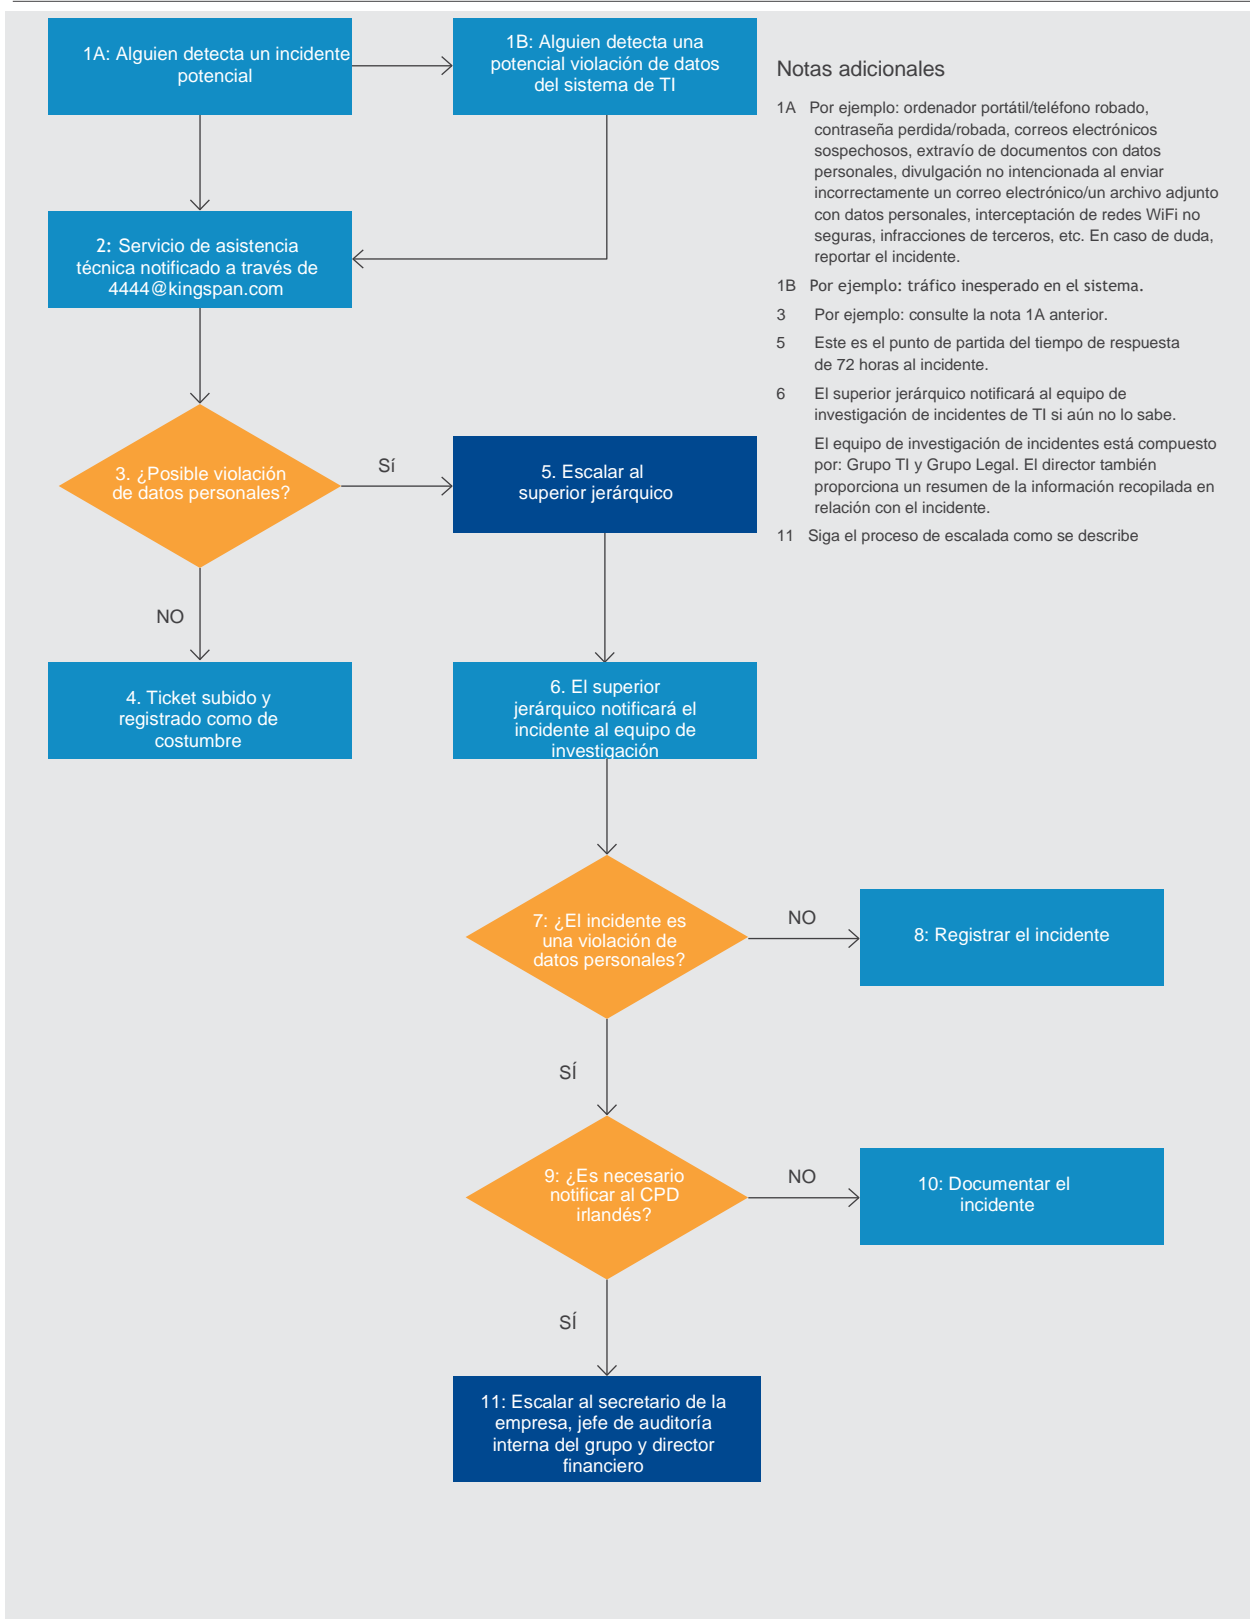 1A: Alguien detecta un incidente
potencial
1B: Alguien detecta una
potencial violación de datos
del sistema de TI
2: Servicio de asistencia
técnica notificado a través de
4444@kingspan.com
3. ¿Posible violación
de datos personales?
Sí
NO
4. Ticket subido y
registrado como de
costumbre
5. Escalar al
superior jerárquico
6. El superior
jerárquico notificará el
incidente al equipo de
investigación
7: ¿El incidente es
una violación de
datos personales?
NO
8: Registrar el incidente
SÍ
9: ¿Es necesario
notificar al CPD
irlandés?
NO
10: Documentar el
incidente
SÍ
11: Escalar al secretario de la
empresa, jefe de auditoría
interna del grupo y director
financiero
Notas adicionales
1A Por ejemplo: ordenador portátil/teléfono robado,
contraseña perdida/robada, correos electrónicos
sospechosos, extravío de documentos con datos
personales, divulgación no intencionada al enviar
incorrectamente un correo electrónico/un archivo adjunto
con datos personales, interceptación de redes WiFi no
seguras, infracciones de terceros, etc. En caso de duda,
reportar el incidente.
1B Por ejemplo: tráfico inesperado en el sistema.
3 Por ejemplo: consulte la nota 1A anterior.
5 Este es el punto de partida del tiempo de respuesta
de 72 horas al incidente.
6 El superior jerárquico notificará al equipo de
investigación de incidentes de TI si aún no lo sabe.
El equipo de investigación de incidentes está compuesto
por: Grupo TI y Grupo Legal. El director también
proporciona un resumen de la información recopilada en
relación con el incidente.
11 Siga el proceso de escalada como se describe